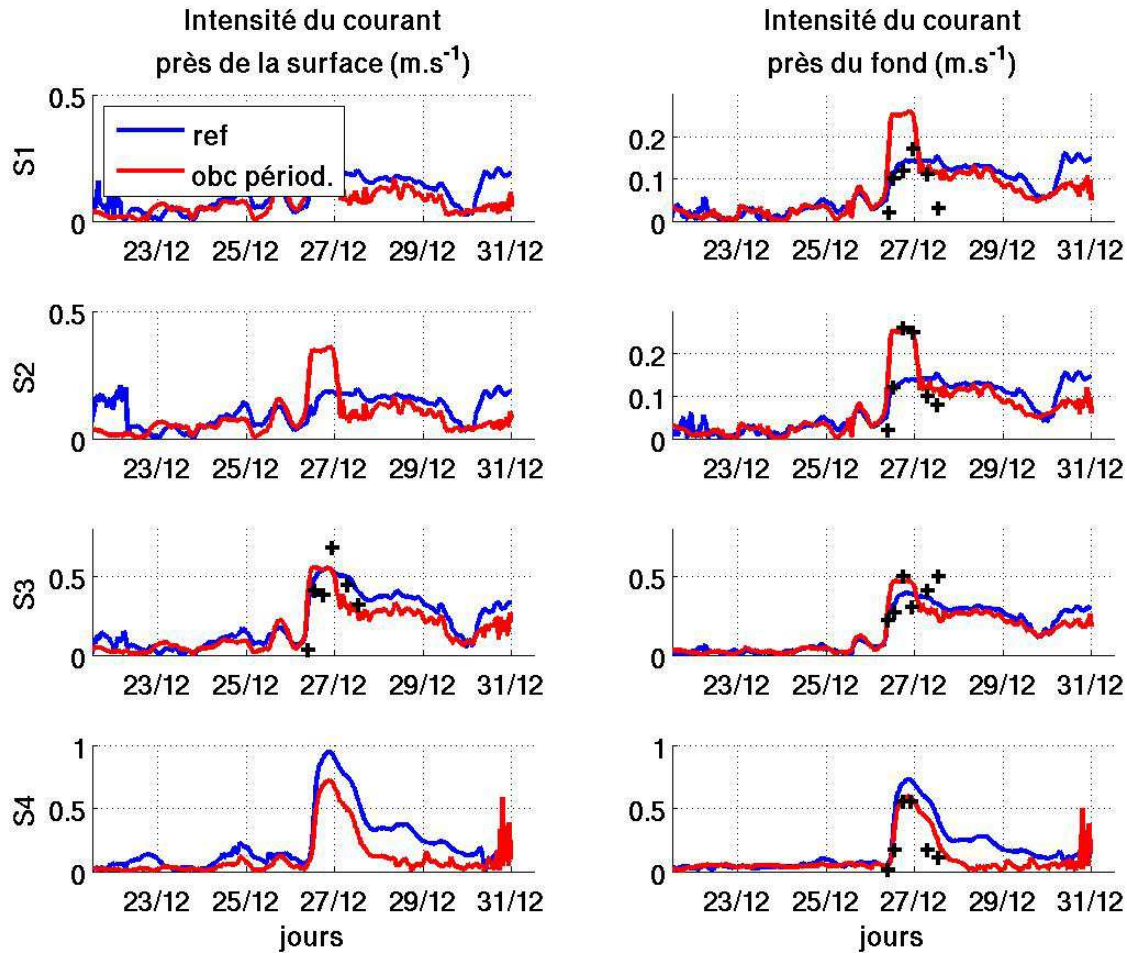 Intensité du courant
près de la surface (m.s⁻¹)
Intensité du courant
près du fond (m.s⁻¹)
S1
0.5
0
ref
obc périod.
23/12 25/12 27/12 29/12 31/12
0.2
0.1
0
23/12 25/12 27/12 29/12 31/12
S2
0.5
0
23/12 25/12 27/12 29/12 31/12
0.2
0.1
0
23/12 25/12 27/12 29/12 31/12
S3
0.5
0
23/12 25/12 27/12 29/12 31/12
0.5
0
23/12 25/12 27/12 29/12 31/12
S4
1
0.5
0
23/12 25/12 27/12 29/12 31/12
jours
1
0.5
0
23/12 25/12 27/12 29/12 31/12
jours